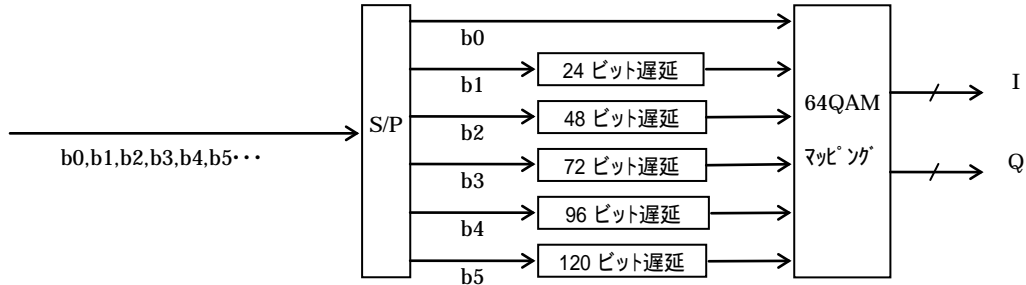 b0
b1
24 ビット遅延
b2
48 ビット遅延
b3
72 ビット遅延
b4
96 ビット遅延
b5
120 ビット遅延
S/P
b0,b1,b2,b3,b4,b5･･･
64QAM
ﾏｯﾋﾟﾝｸﾞ
I
Q